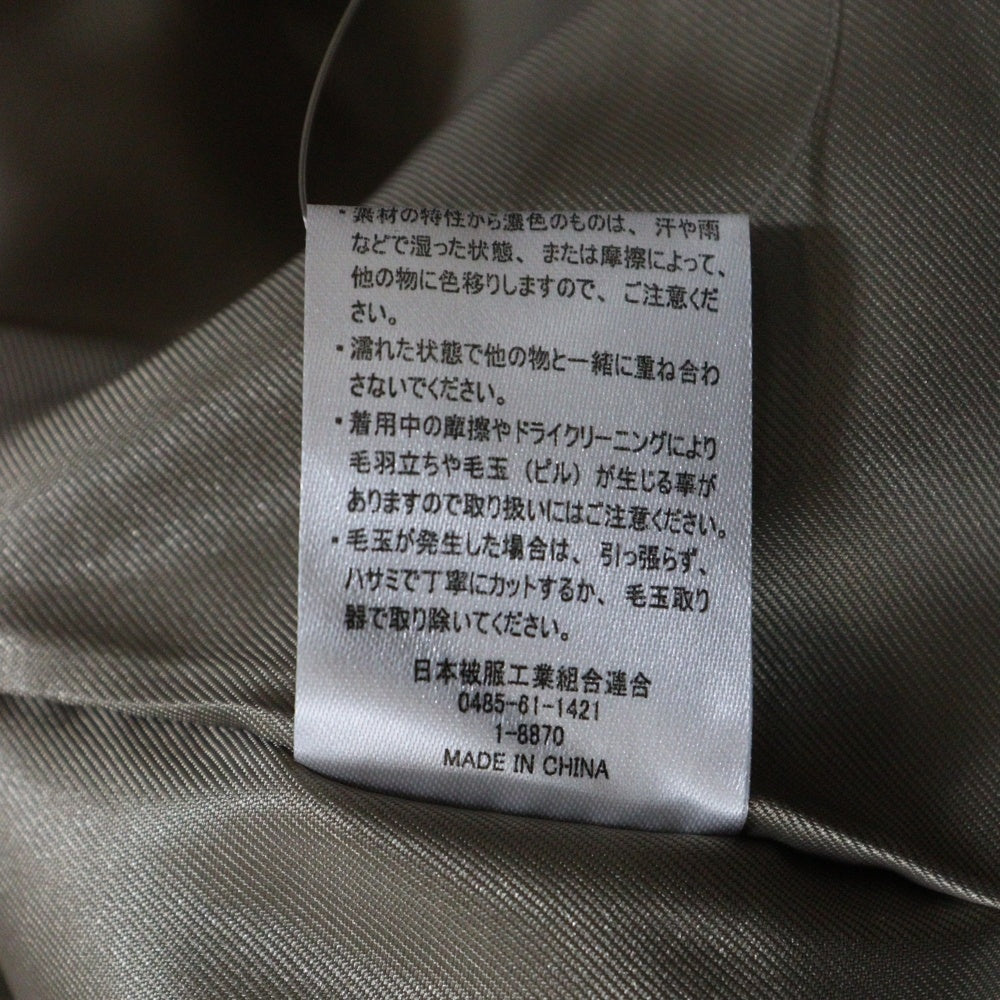 ・素材の特性から濃色のものは、汗や雨
などで湿った状態、または摩擦によって、
他の物に色移りしますので、ご注意くだ
さい。
・濡れた状態で他の物と一緒に重ね合わ
さないでください。
・着用中の摩擦やドライクリーニングにより
毛羽立ちや毛玉（ピル）が生じる事が
ありますので取り扱いにはご注意ください。
・毛玉が発生した場合は、引っ張らず、
ハサミで丁寧にカットするか、毛玉取り
器で取り除いてください。
日本被服工業組合連合
0485-61-1421
1-8870
MADE IN CHINA